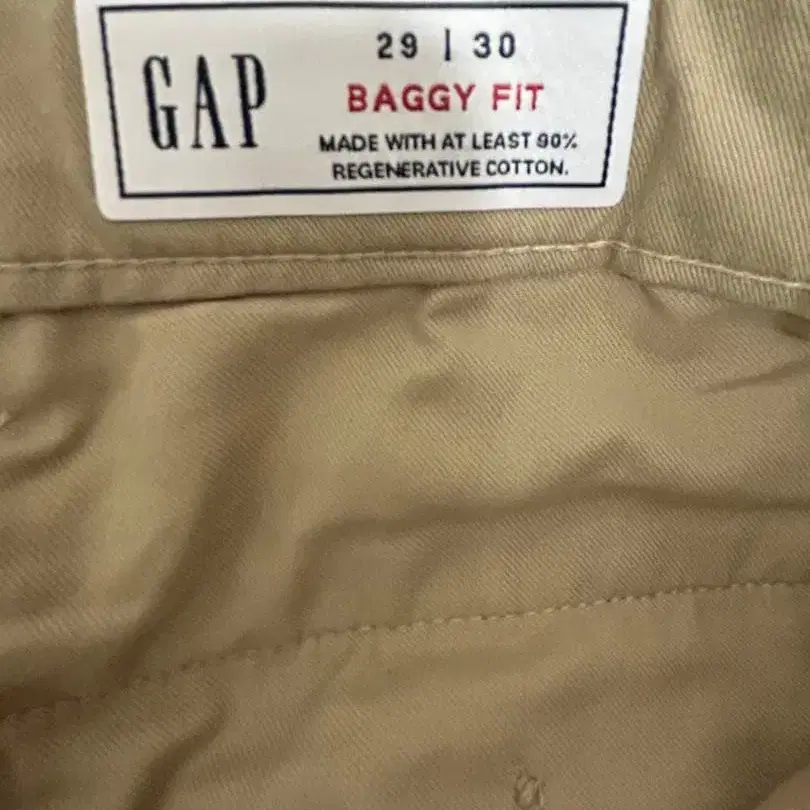 GAP
29 | 30
BAGGY FIT
MADE WITH AT LEAST 90%
REGENERATIVE COTTON.